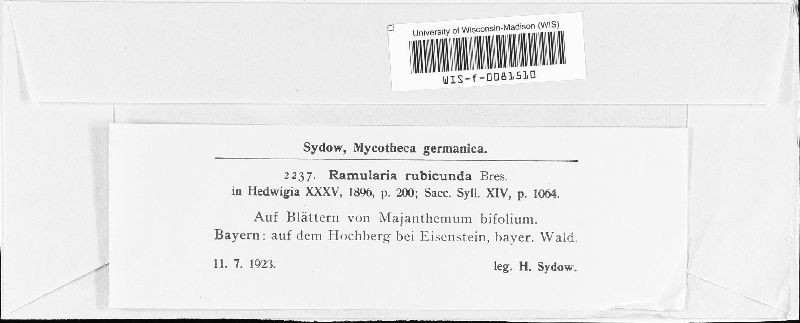 University of Wisconsin-Madison (WIS)
WIS-f-0081510
Sydow, Mycotheca germanica.
2237. Ramularia rubicunda Bres.
in Hedwigia XXXV, 1896, p. 200; Sacc. Syll. XIV, p. 1064.
Auf Blättern von Majanthemum bifolium.
Bayern: auf dem Hochberg bei Eisenstein, bayer. Wald.
11. 7. 1923. leg. H. Sydow.